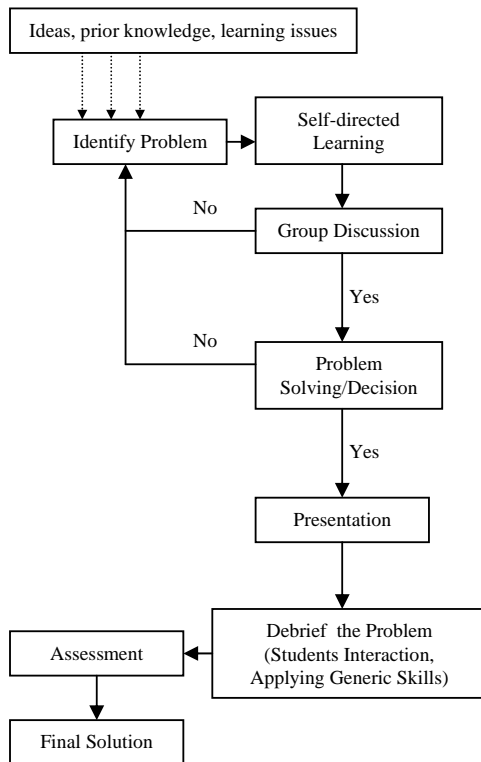 Ideas, prior knowledge, learning issues
Identify Problem
Self-directed
Learning
No
Group Discussion
Yes
No
Problem
Solving/Decision
Yes
Presentation
Debrief the Problem
(Students Interaction,
Applying Generic Skills)
Assessment
Final Solution